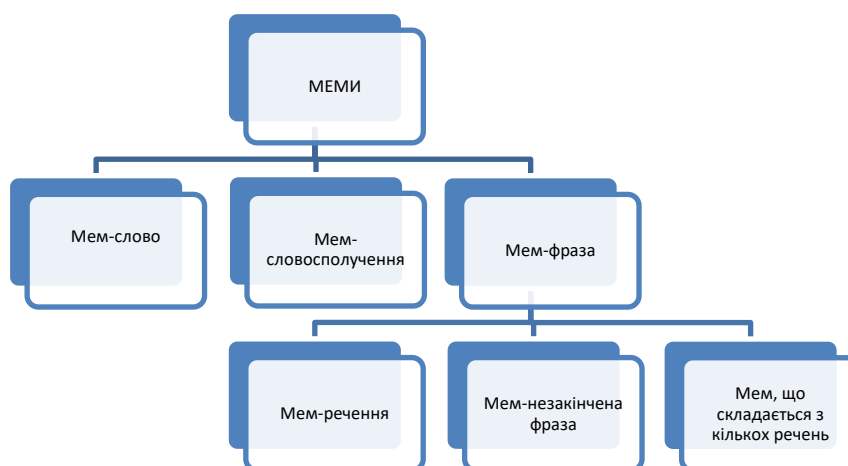 МЕМИ
Мем-слово
Мем-
словосполучення
Мем-фраза
Мем-речення
Мем-незакінчена
фраза
Мем, що
складається з
кількох речень